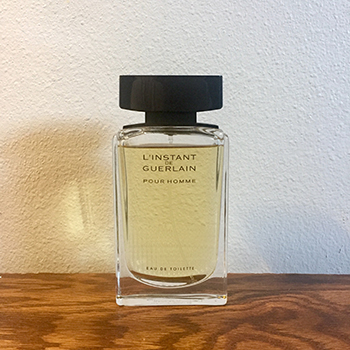 L'INSTANT
DE
GUERLAIN
POUR HOMME
EAU DE TOILETTE